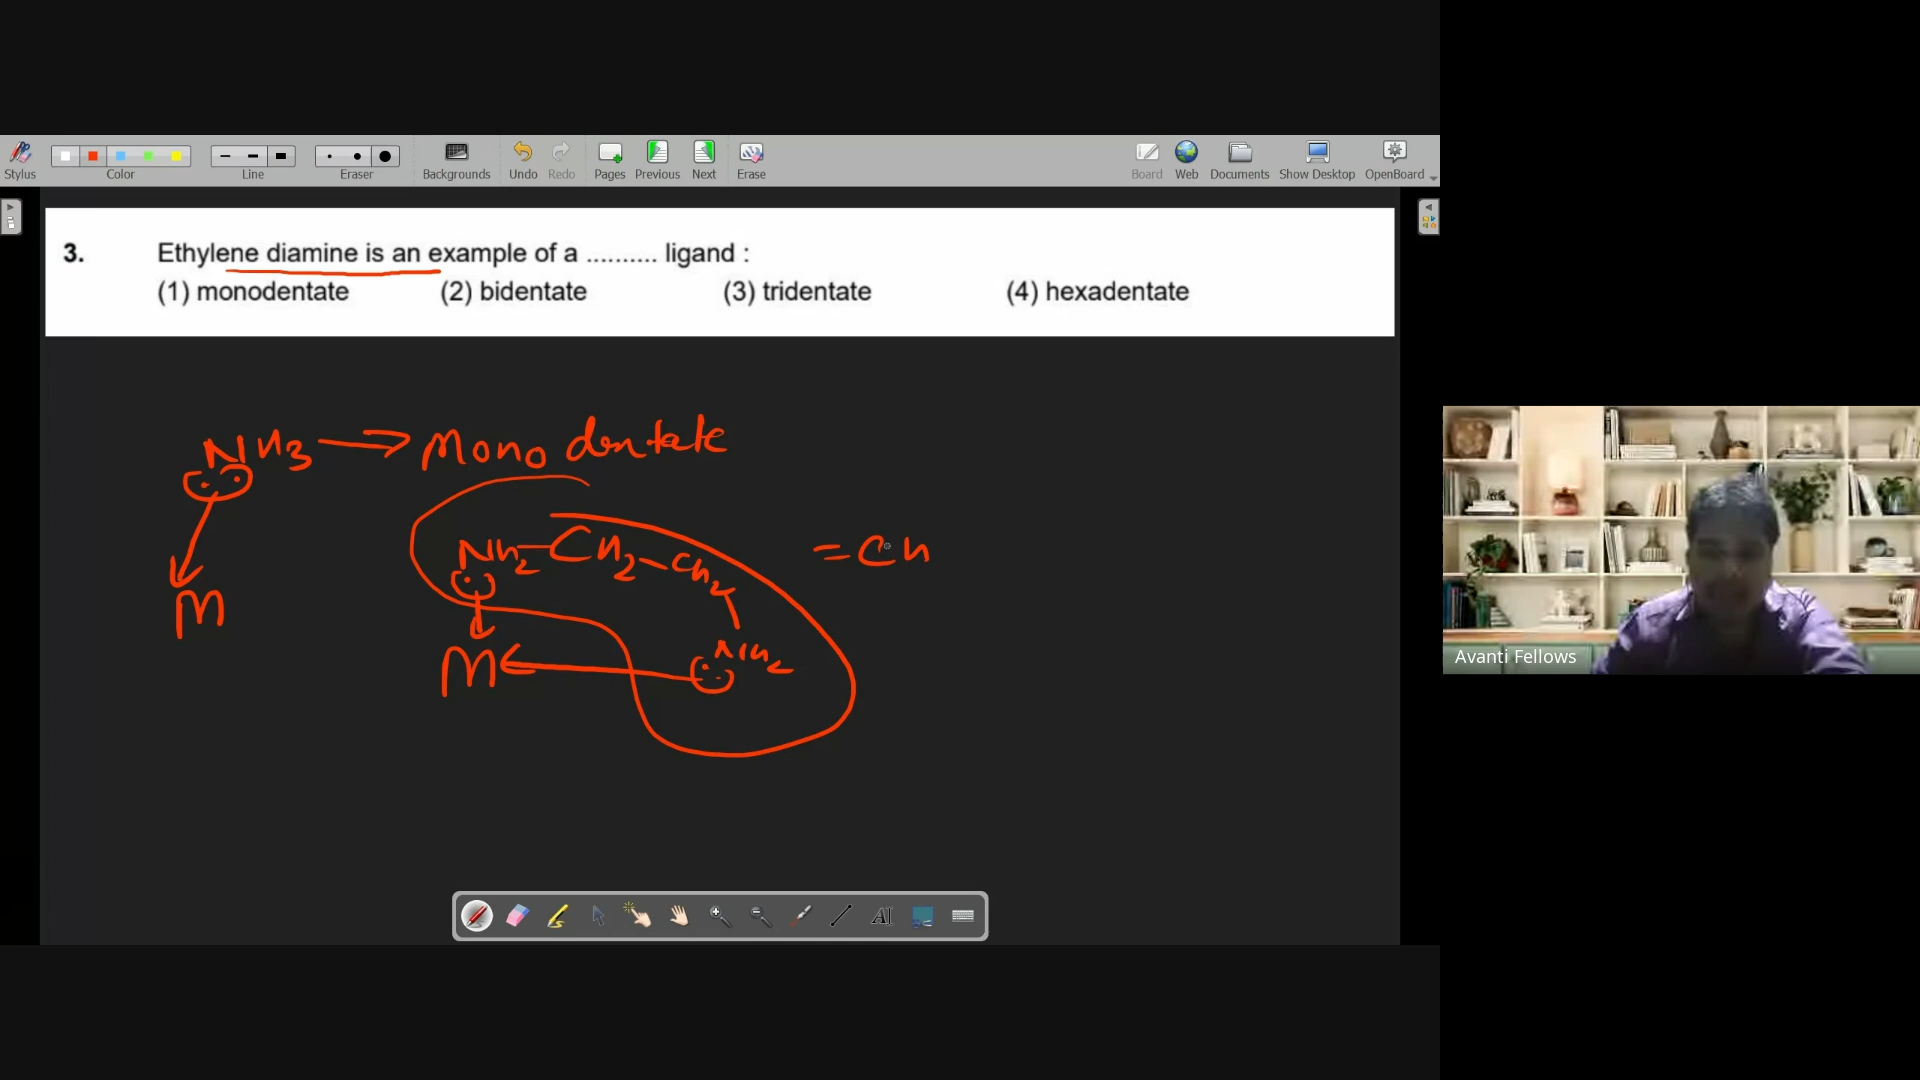 Stylus Color Line Eraser Backgrounds Undo Redo Pages Previous Next Erase Board Web Documents Show Desktop OpenBoard
3. Ethylene diamine is an example of a .......... ligand :
(1) monodentate (2) bidentate (3) tridentate (4) hexadentate
NH3 → Mono dentate
NH2-CH2-CH2 = en
M
M NH2
Avanti Fellows
AI